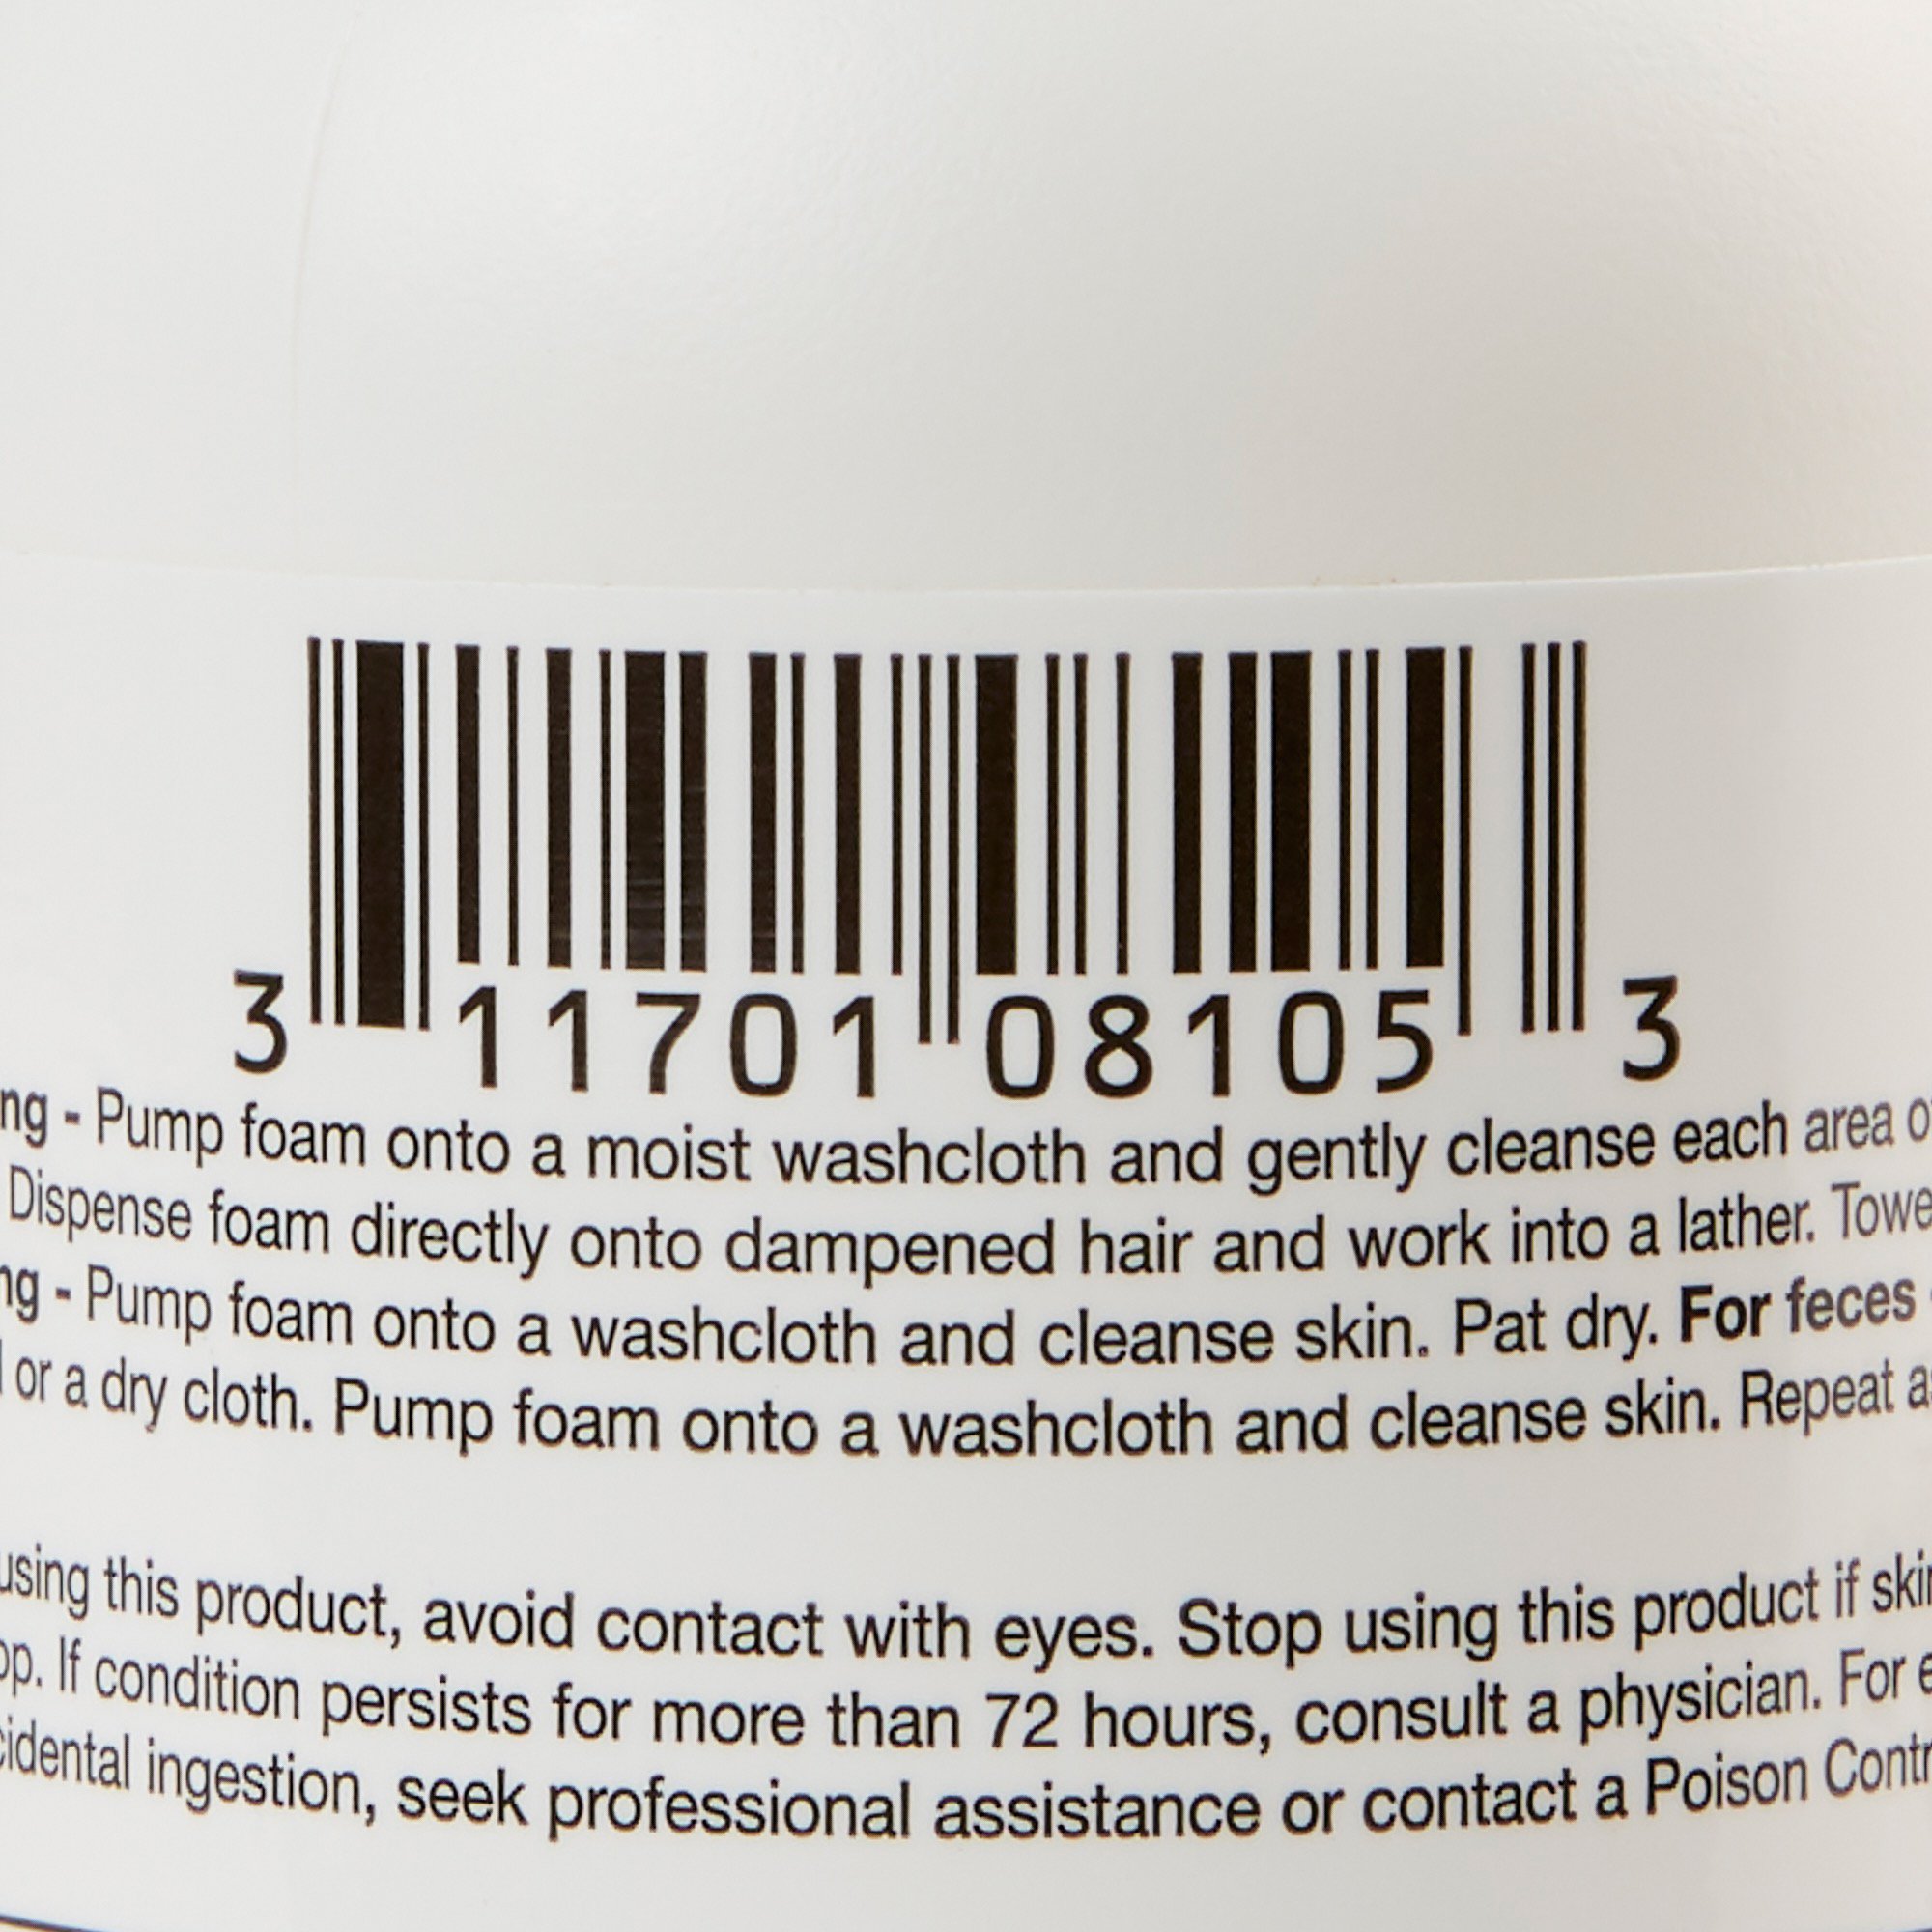 3 11701 08105 3
ng - Pump foam onto a moist washcloth and gently cleanse each area
Dispense foam directly onto dampened hair and work into a lather. Towe
ng - Pump foam onto a washcloth and cleanse skin. Pat dry. For feces
or a dry cloth. Pump foam onto a washcloth and cleanse skin. Repeat
using this product, avoid contact with eyes. Stop using this product if skin
op. If condition persists for more than 72 hours, consult a physician. For
cidental ingestion, seek professional assistance or contact a Poison Contr